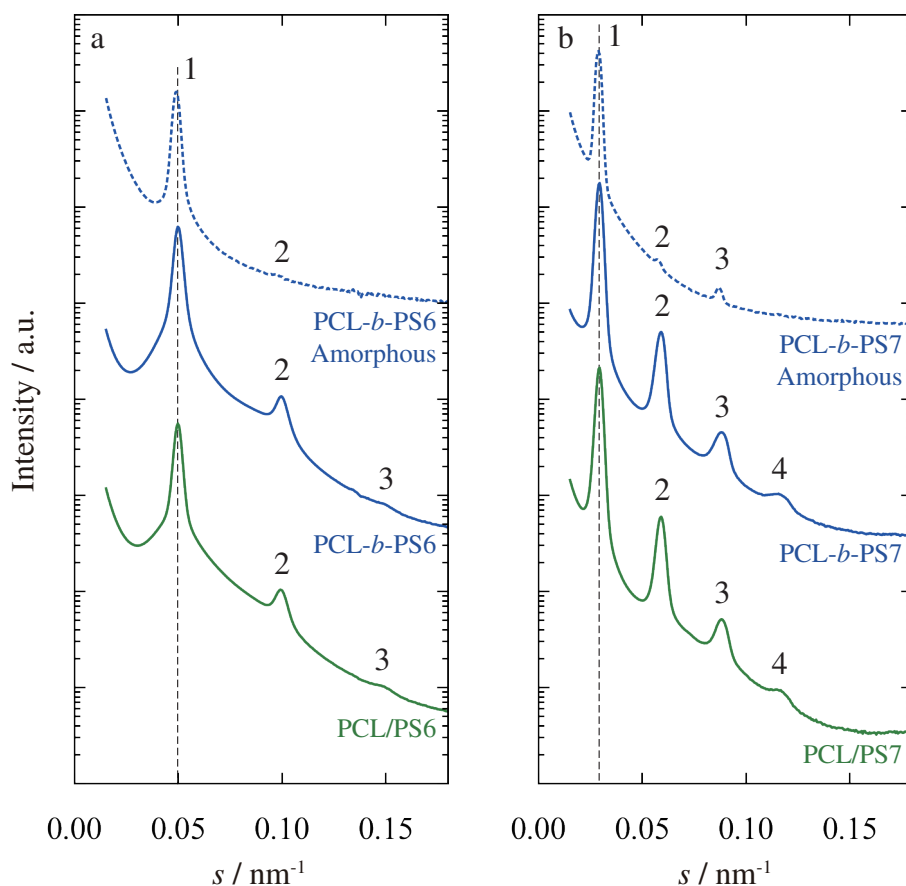 a
1
2
PCL-b-PS6
Amorphous
2
3
PCL-b-PS6
2
3
PCL/PS6
Intensity / a.u.
0.00 0.05 0.10 0.15
s / nm-1
b
1
2
3
PCL-b-PS7
Amorphous
2
3
4
PCL-b-PS7
2
3
4
PCL/PS7
0.00 0.05 0.10 0.15
s / nm-1